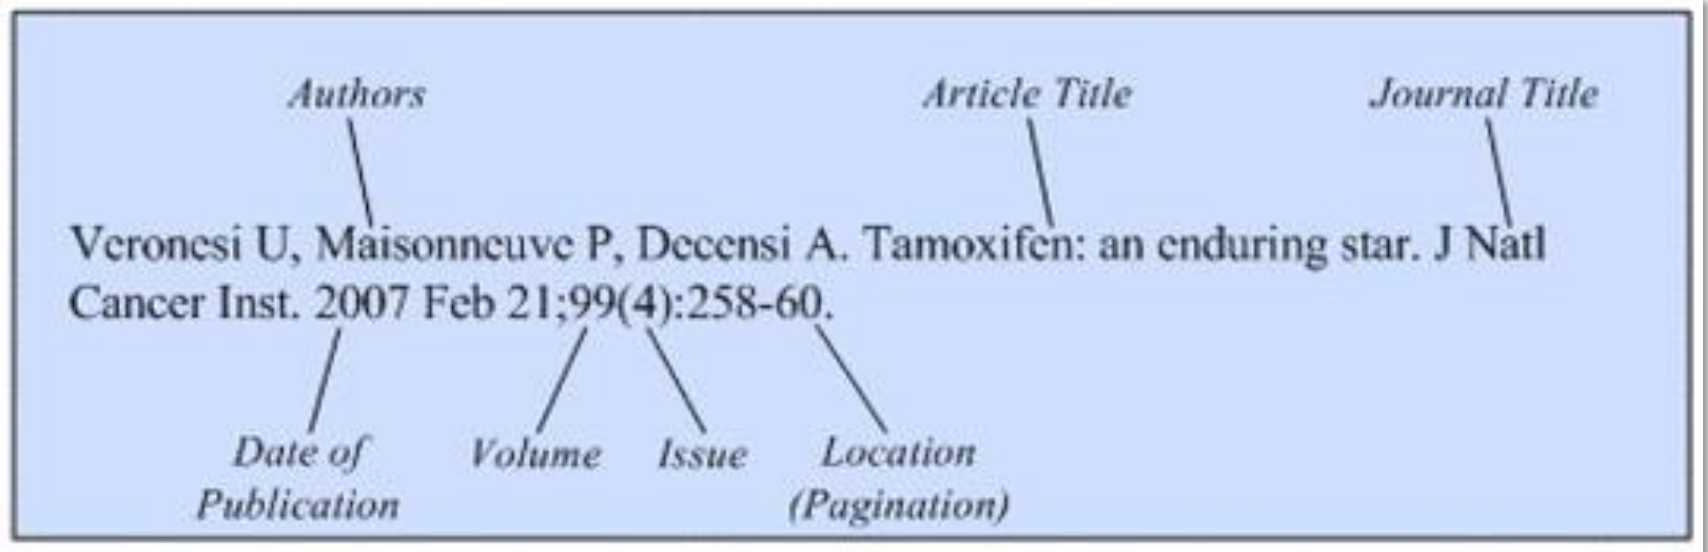 Authors
Article Title
Journal Title
Veronesi U, Maisonneuve P, Decensi A. Tamoxifen: an enduring star. J Natl
Cancer Inst. 2007 Feb 21;99(4):258-60.
Date of
Publication
Volume
Issue
Location
(Pagination)